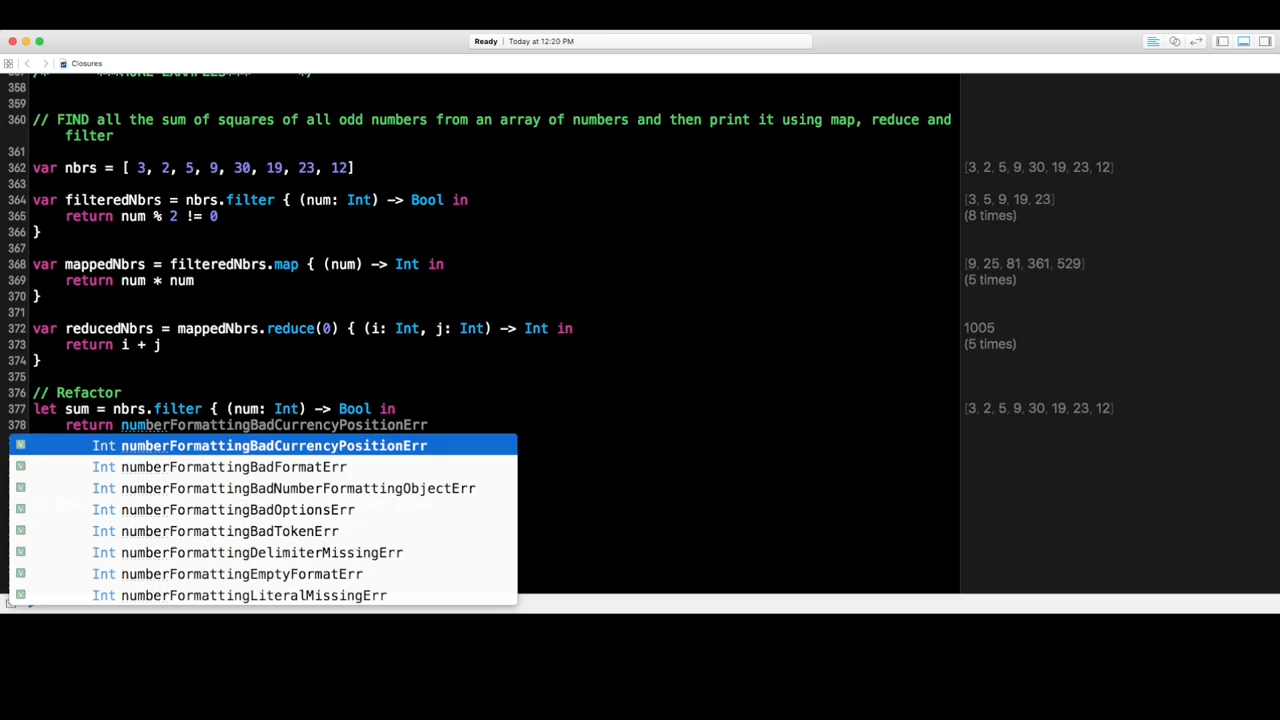 Ready | Today at 12:20 PM
Closures
358
359
360 // FIND all the sum of squares of all odd numbers from an array of numbers and then print it using map, reduce and
filter
361
362 var nbrs = [ 3, 2, 5, 9, 30, 19, 23, 12] [3, 2, 5, 9, 30, 19, 23, 12]
363
364 var filteredNbrs = nbrs.filter { (num: Int) -> Bool in [3, 5, 9, 19, 23]
365 return num % 2 != 0 (8 times)
366 }
367
368 var mappedNbrs = filteredNbrs.map { (num) -> Int in [9, 25, 81, 361, 529]
369 return num * num (5 times)
370 }
371
372 var reducedNbrs = mappedNbrs.reduce(0) { (i: Int, j: Int) -> Int in 1005
373 return i + j (5 times)
374 }
375
376 // Refactor
377 let sum = nbrs.filter { (num: Int) -> Bool in [3, 2, 5, 9, 30, 19, 23, 12]
378 return numberFormattingBadCurrencyPositionErr
V Int numberFormattingBadCurrencyPositionErr
V Int numberFormattingBadFormatErr
V Int numberFormattingBadNumberFormattingObjectErr
V Int numberFormattingBadOptionsErr
V Int numberFormattingBadTokenErr
V Int numberFormattingDelimiterMissingErr
V Int numberFormattingEmptyFormatErr
V Int numberFormattingLiteralMissingErr